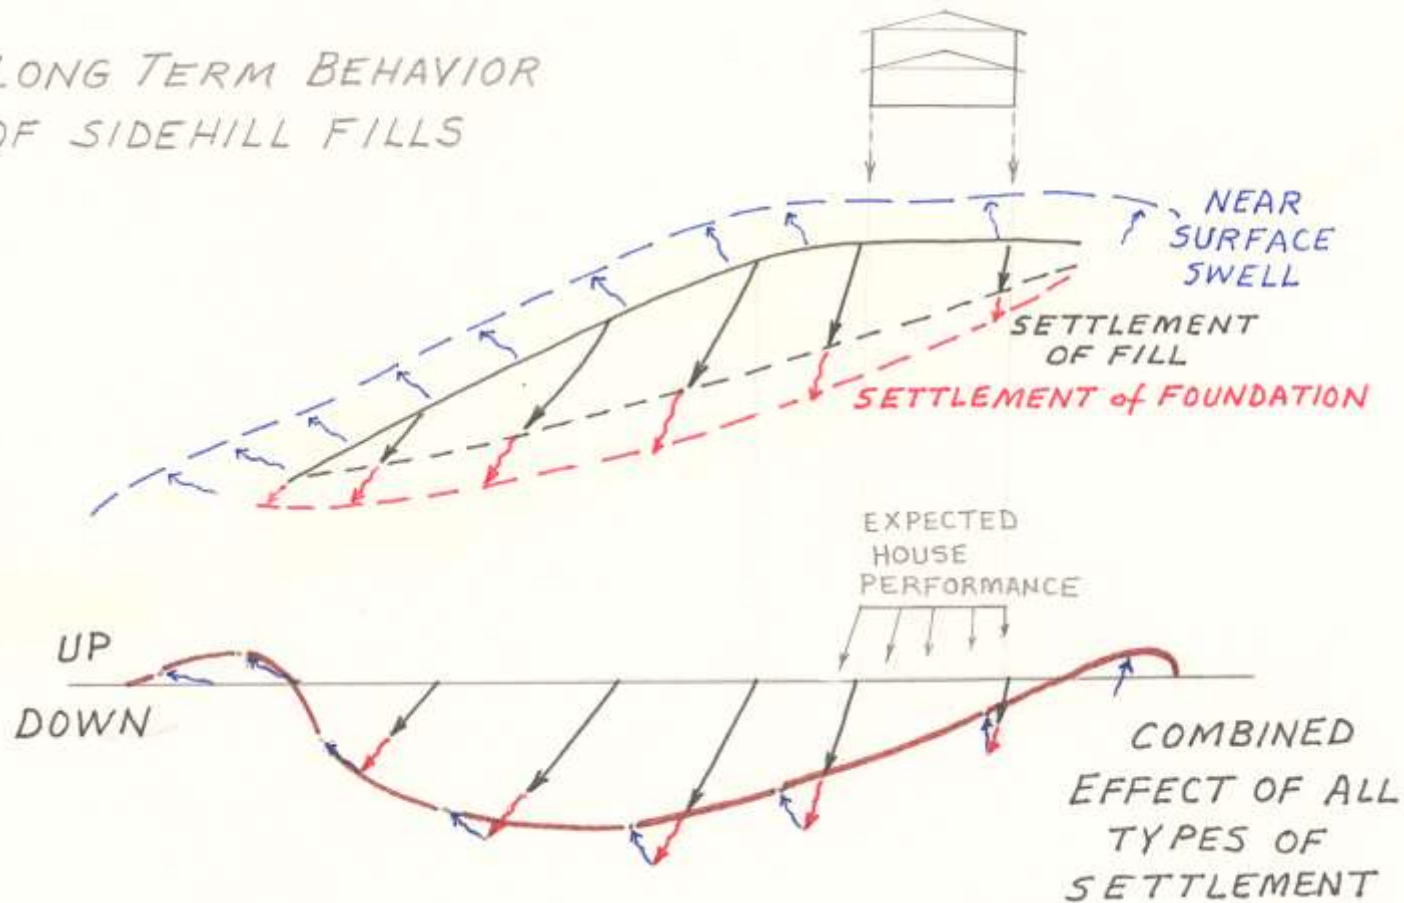 LONG TERM BEHAVIOR
OF SIDEHILL FILLS
NEAR
SURFACE
SWELL
SETTLEMENT
OF FILL
SETTLEMENT of FOUNDATION
EXPECTED
HOUSE
PERFORMANCE
UP
DOWN
COMBINED
EFFECT OF ALL
TYPES OF
SETTLEMENT